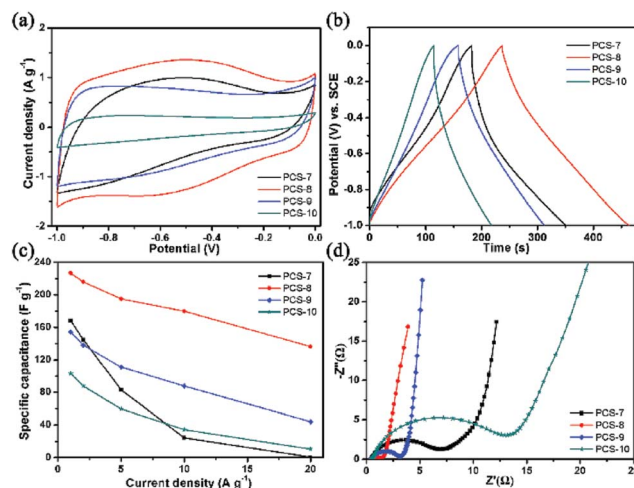 (a)
Current density (A g⁻¹)
2
1
0
-1
-2
PCS-7
PCS-8
PCS-9
PCS-10
-1.0 -0.8 -0.6 -0.4 -0.2 0.0
Potential (V)
(b)
Potential (V) vs. SCE
0.0
-0.2
-0.4
-0.6
-0.8
-1.0
PCS-7
PCS-8
PCS-9
PCS-10
0 100 200 300 400
Time (s)
(c)
Specific capacitance (F g⁻¹)
240
200
160
120
80
40
0
PCS-7
PCS-8
PCS-9
PCS-10
0 5 10 15 20
Current density (A g⁻¹)
(d)
-Z''(Ω)
25
20
15
10
5
0
PCS-7
PCS-8
PCS-9
PCS-10
0 5 10 15 20 25
Z'(Ω)